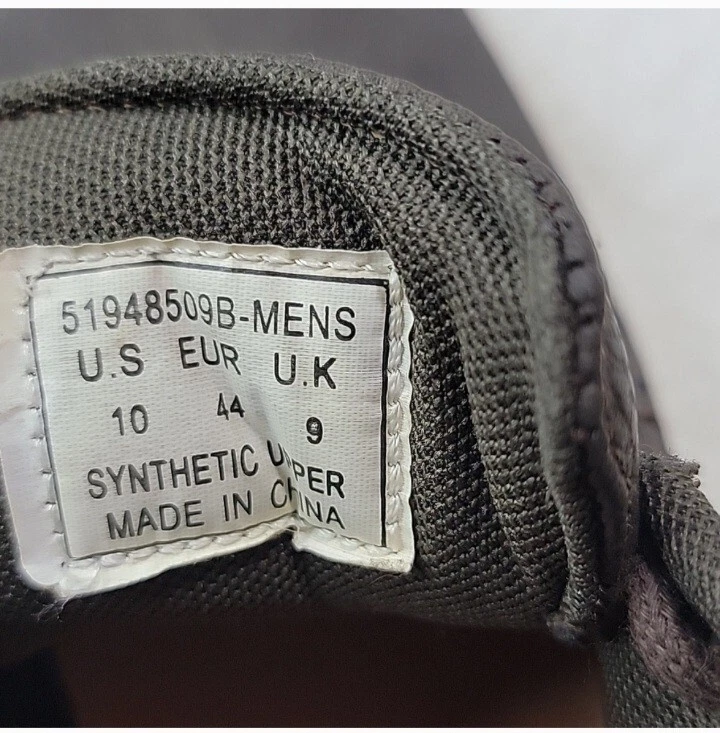 51948509B-MENS
U.S EUR U.K
10 44 9
SYNTHETIC UPPER
MADE IN CHINA